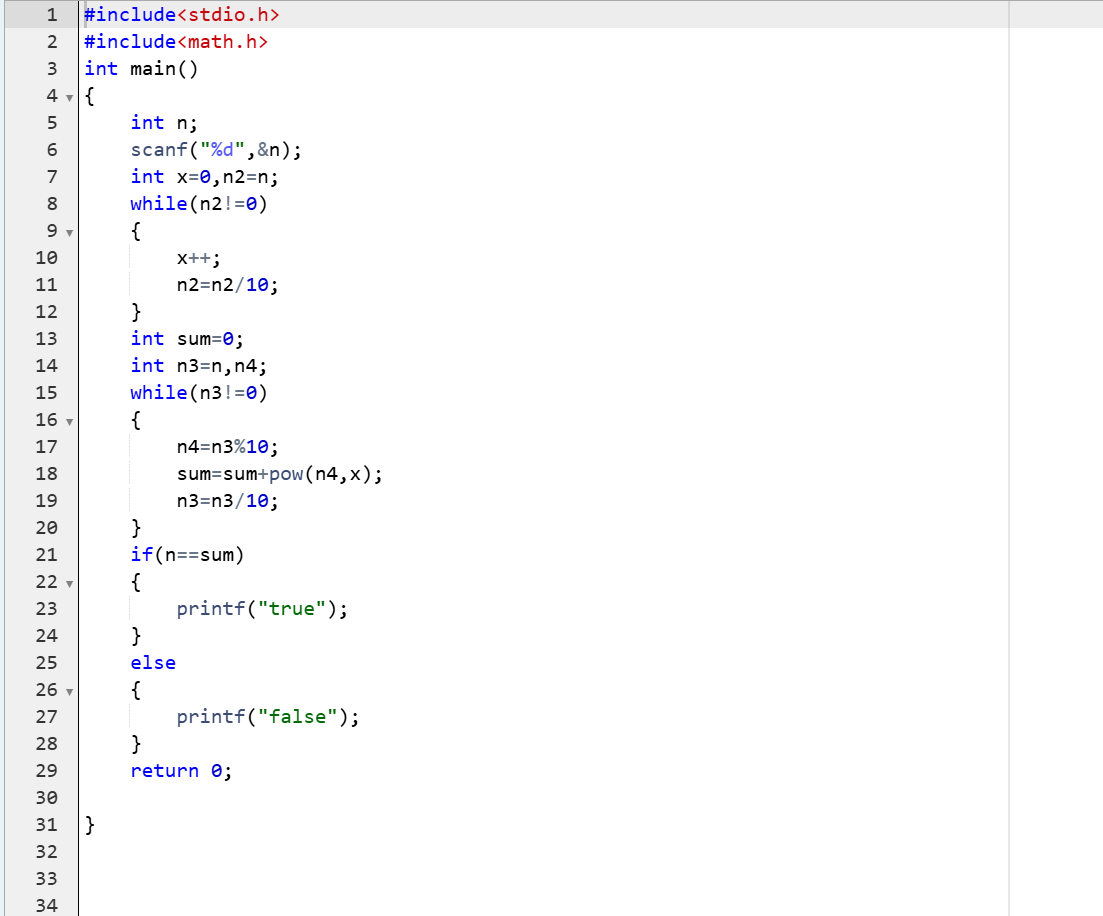 1 #include<stdio.h>
2 #include<math.h>
3 int main()
4 {
5     int n;
6     scanf("%d",&n);
7     int x=0,n2=n;
8     while(n2!=0)
9     {
10         x++;
11         n2=n2/10;
12     }
13     int sum=0;
14     int n3=n,n4;
15     while(n3!=0)
16     {
17         n4=n3%10;
18         sum=sum+pow(n4,x);
19         n3=n3/10;
20     }
21     if(n==sum)
22     {
23         printf("true");
24     }
25     else
26     {
27         printf("false");
28     }
29     return 0;
30
31 }
32
33
34